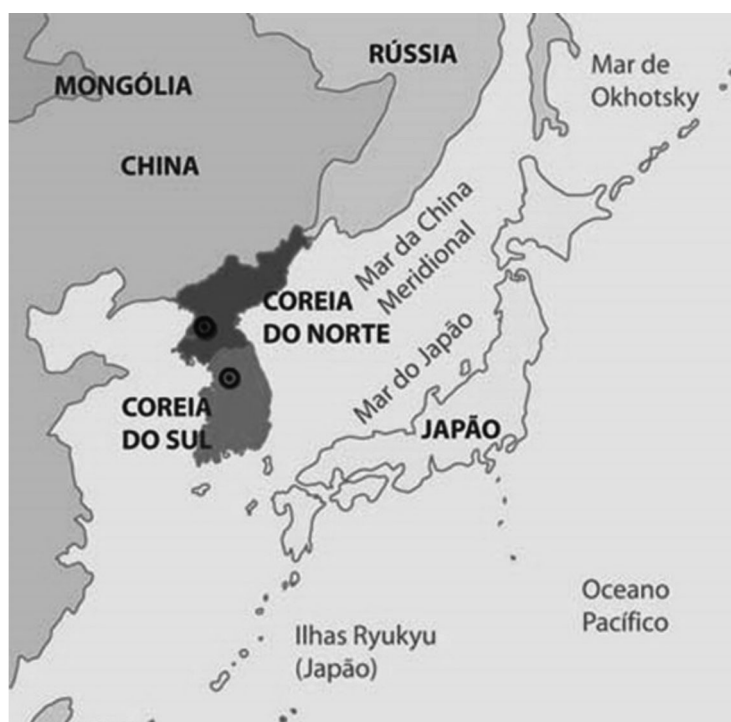 RÚSSIA
Mar de
Okhotsky
MONGÓLIA
CHINA
Mar da China
Meridional
COREIA
DO NORTE
Mar do Japão
COREIA
DO SUL
JAPÃO
Oceano
Pacífico
Ilhas Ryukyu
(Japão)